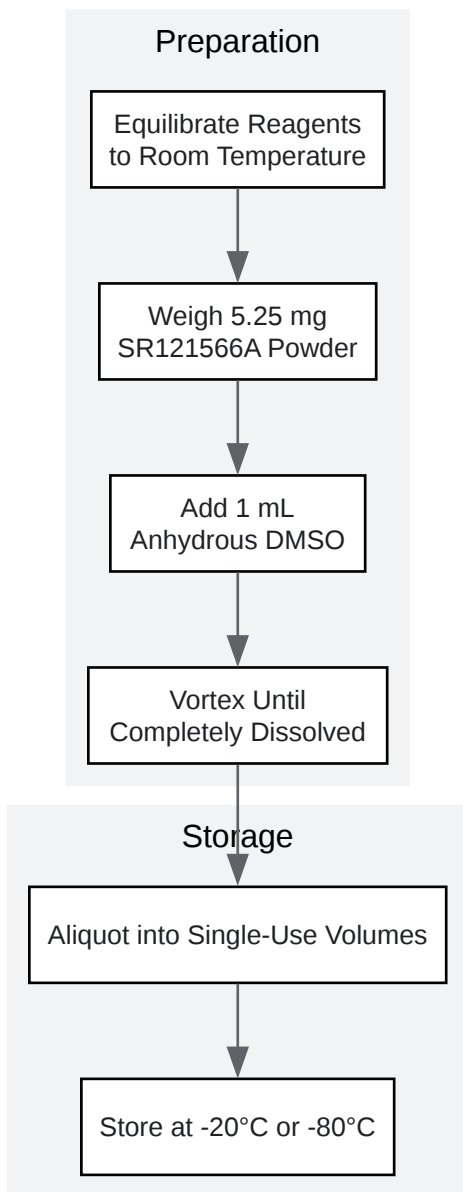 Preparation
Equilibrate Reagents
to Room Temperature
Weigh 5.25 mg
SR121566A Powder
Add 1 mL
Anhydrous DMSO
Vortex Until
Completely Dissolved
Storage
Aliquot into Single-Use Volumes
Store at -20°C or -80°C